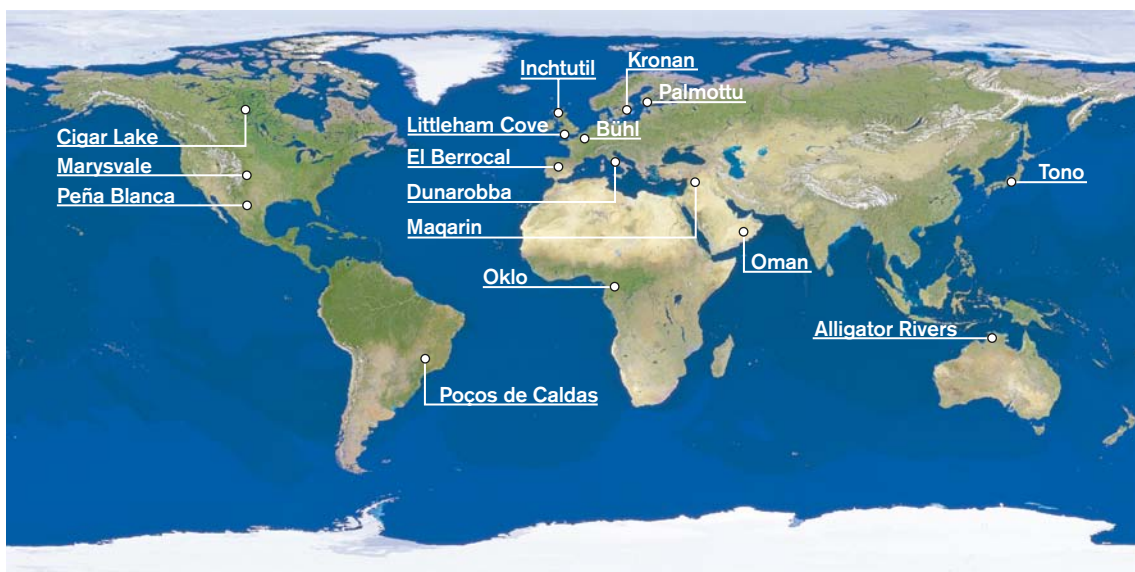 Inchtutil
Kronan
Palmottu
Cigar Lake
Littleham Cove
Bühl
Marysvale
El Berrocal
Tono
Peña Blanca
Dunarobba
Maqarin
Oman
Oklo
Alligator Rivers
Poços de Caldas